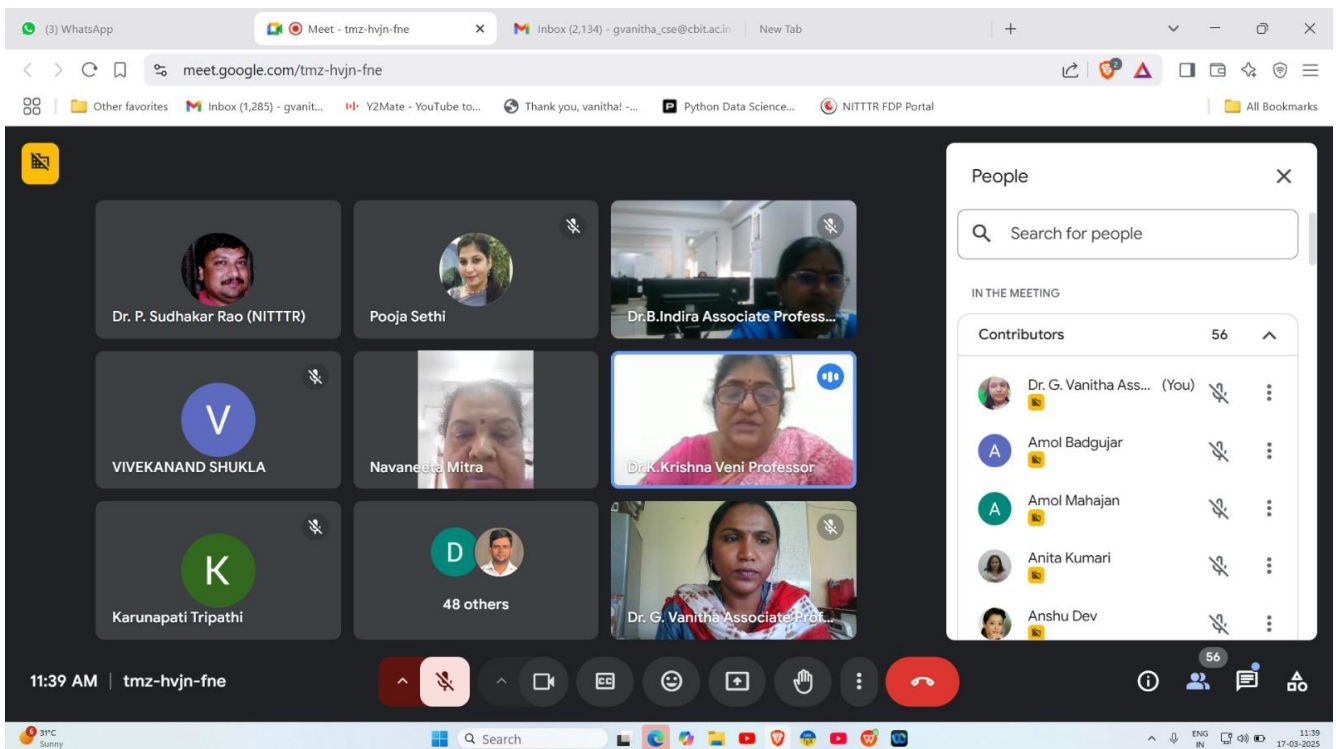 (3) WhatsApp
Meet - tmz-hvjn-fne
Inbox (2,134) - gvanitha_cse@cbit.ac.in
New Tab
meet.google.com/tmz-hvjn-fne
2
Other favorites
Inbox (1,285) - gvanit...
Y2Mate - YouTube to...
Thank you, vanitha! -...
Python Data Science...
NITTTR FDP Portal
All Bookmarks
Dr. P. Sudhakar Rao (NITTTR)
Pooja Sethi
Dr.B.Indira Associate Profess...
V
VIVEKANAND SHUKLA
Navaneeta Mitra
Dr.K.Krishna Veni Professor
K
Karunapati Tripathi
D
48 others
Dr. G. Vanitha Associate Prof...
People
Search for people
IN THE MEETING
Contributors 56
Dr. G. Vanitha Ass... (You)
A
Amol Badgujar
A
Amol Mahajan
Anita Kumari
Anshu Dev
11:39 AM | tmz-hvjn-fne
CC
56
31°C
Sunny
Search
ENG
IN
11:39
17-03-2025